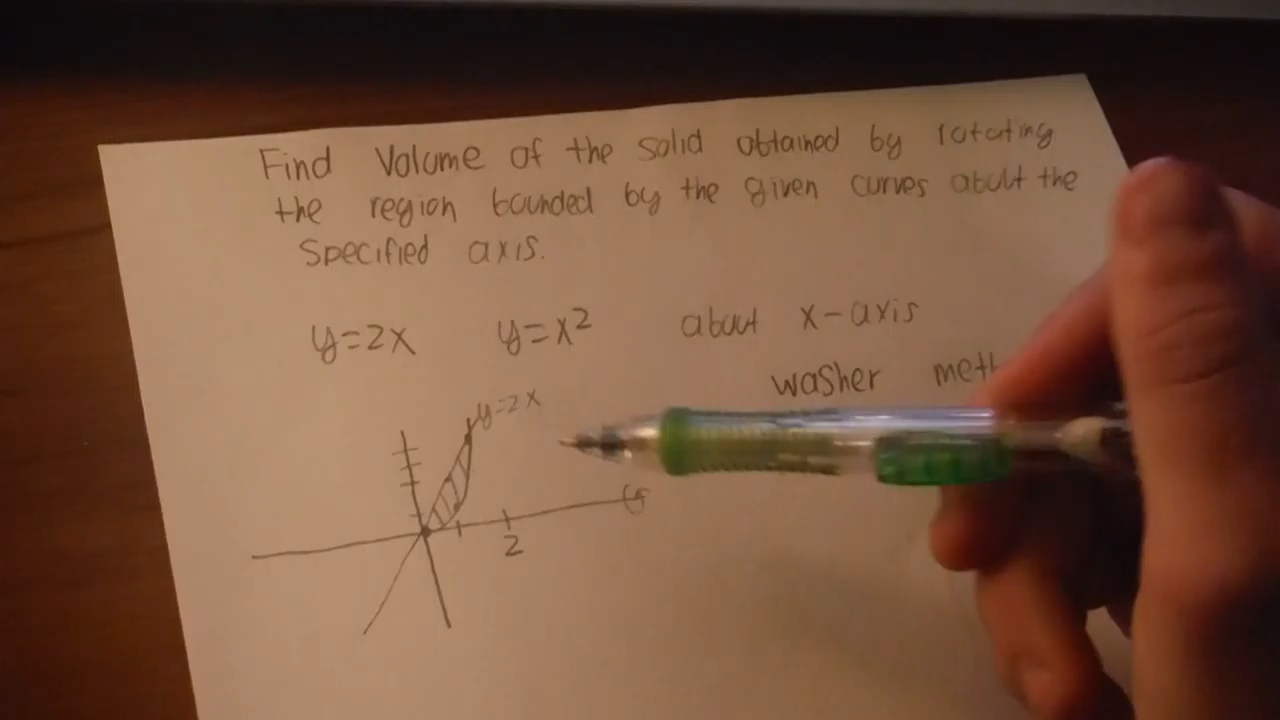 Find Volume of the solid obtained by rotating
the region bounded by the given curves about the
specified axis.
y=2x y=x² about x-axis
washer
y=2x
2